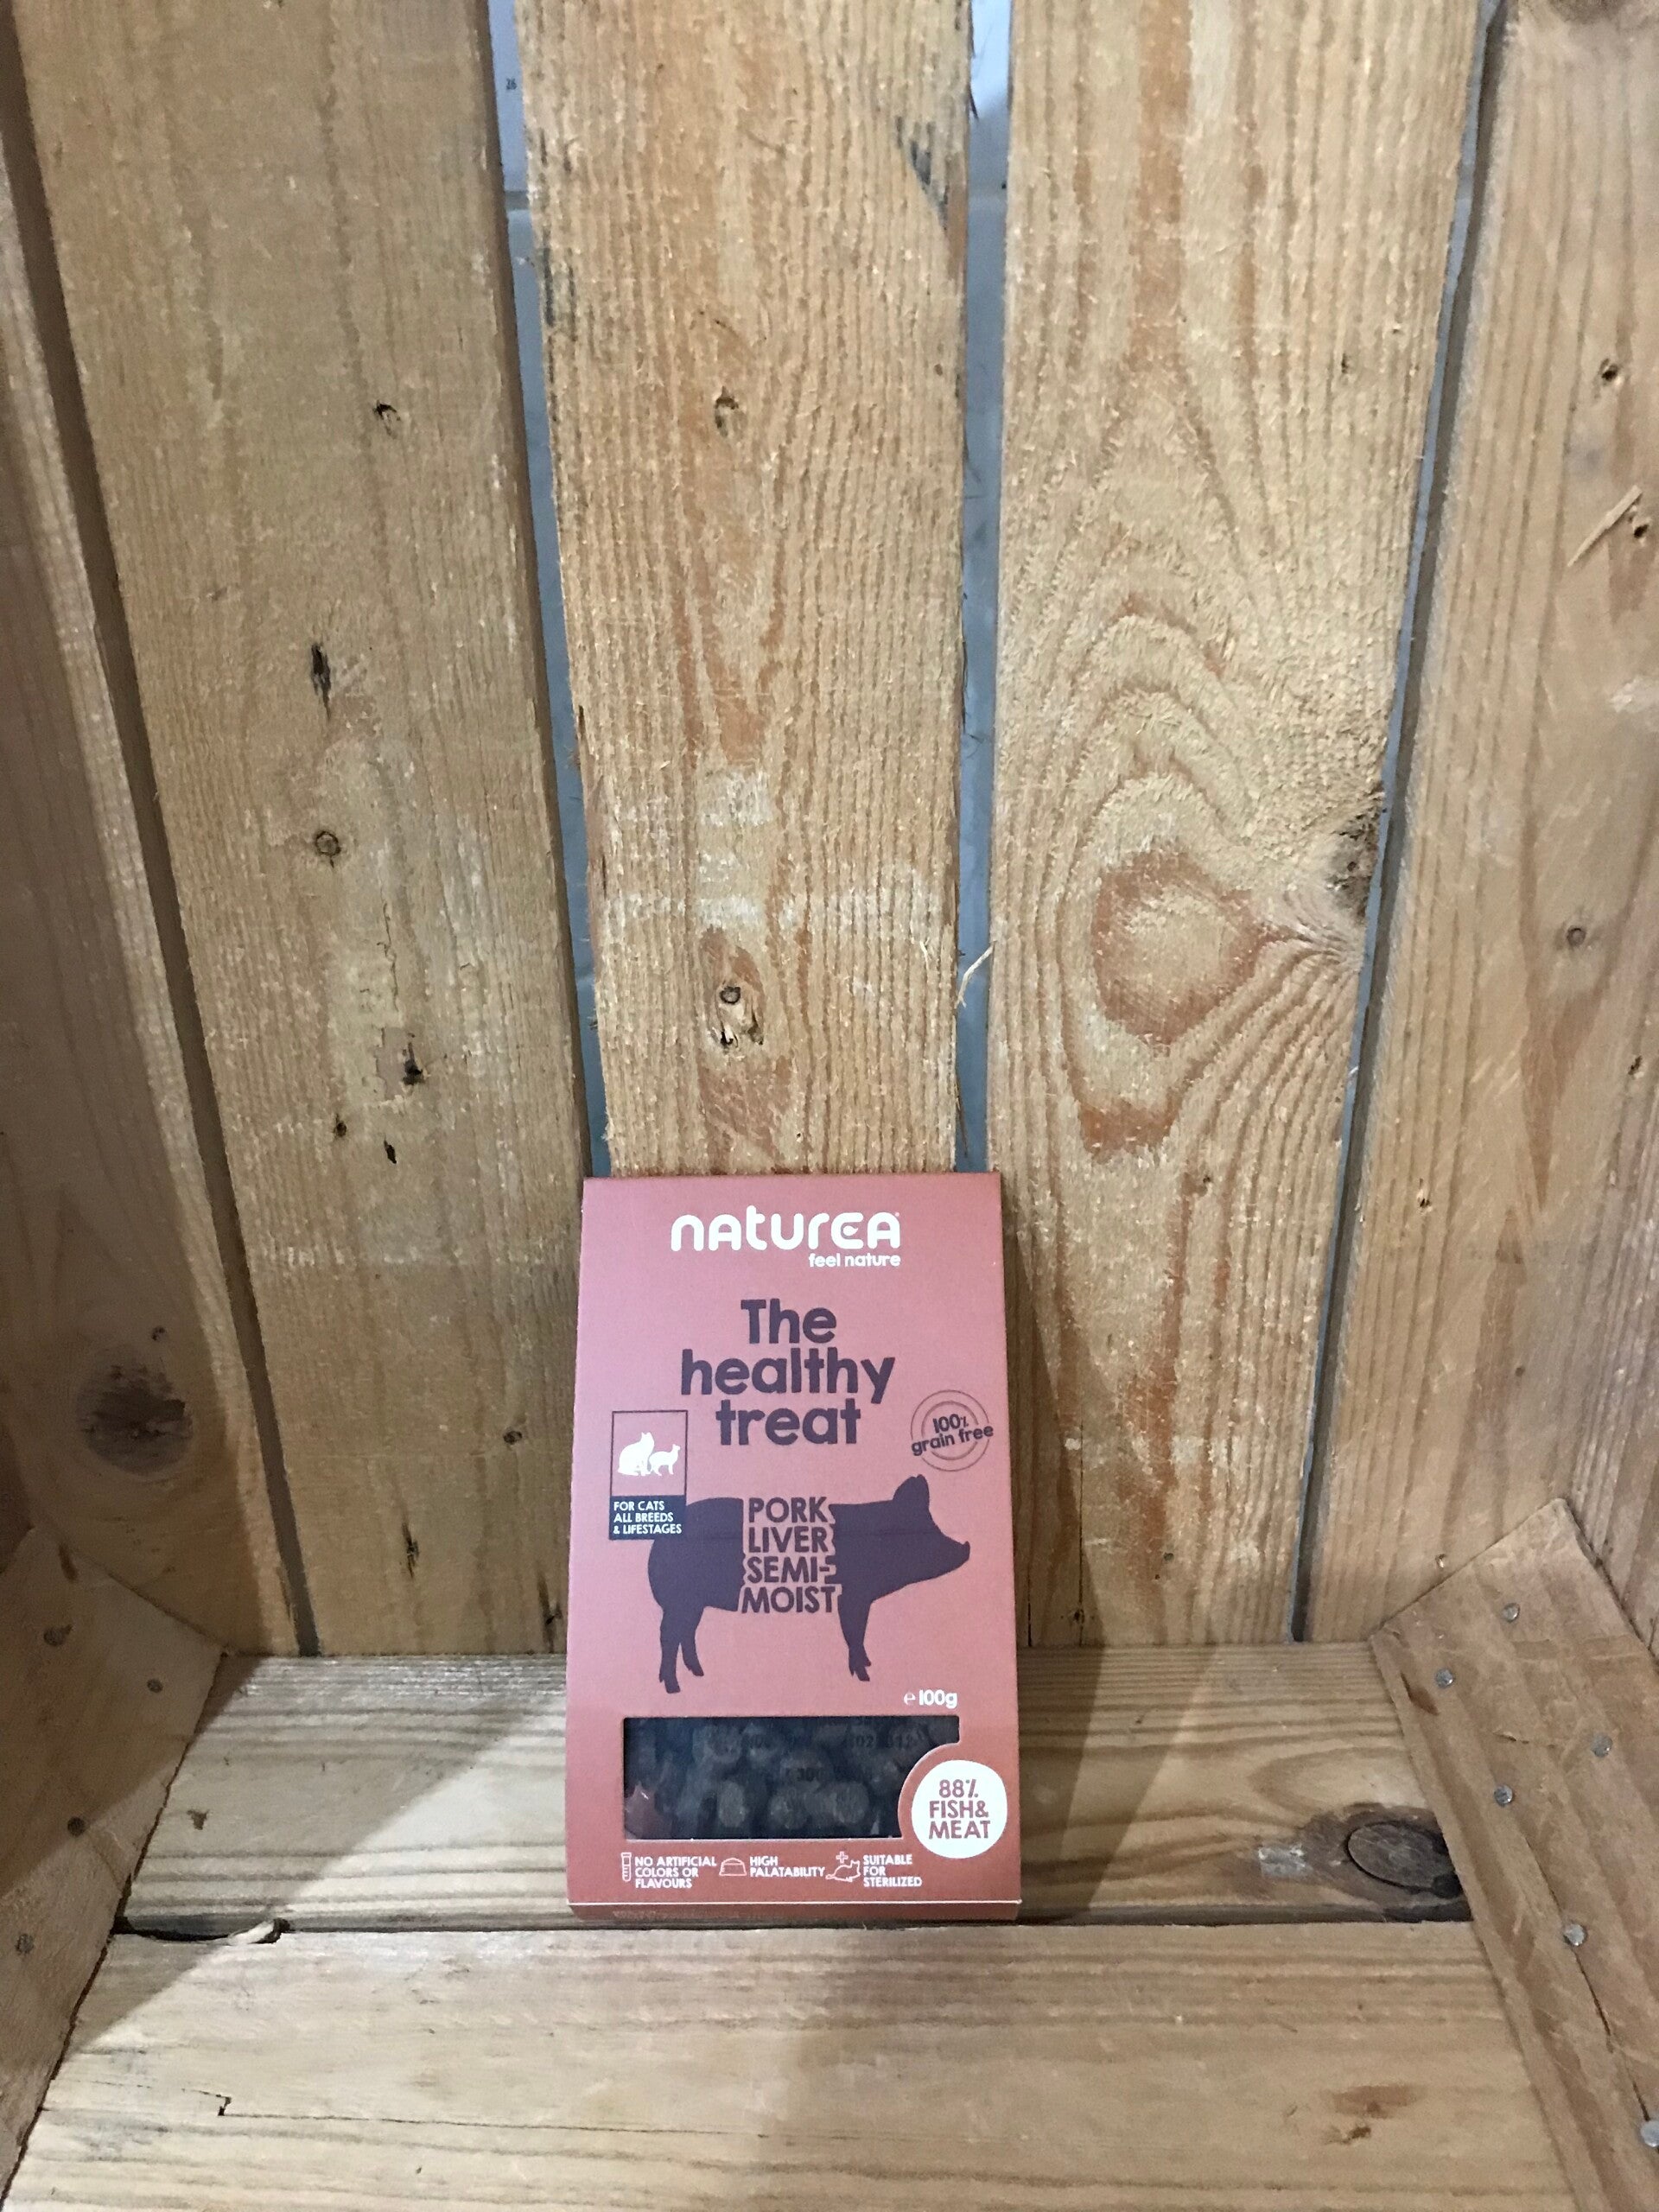 26
naturea
feel nature
The
healthy
treat
100%
grain free
FOR CATS
ALL BREEDS
& LIFESTAGES
PORK
LIVER
SEMI-
MOIST
℮ 100g
88%
FISH&
MEAT
NO ARTIFICIAL
COLORS OR
FLAVOURS
HIGH
PALATABILITY
SUITABLE
FOR
STERILIZED